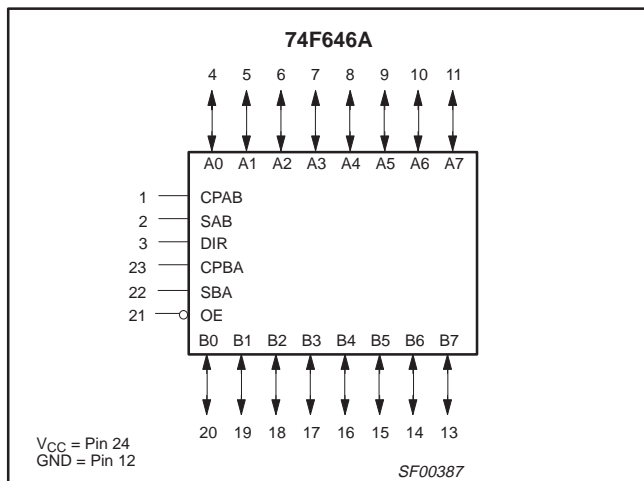 74F646A
4 5 6 7 8 9 10 11
A0 A1 A2 A3 A4 A5 A6 A7
1 CPAB
2 SAB
3 DIR
23 CPBA
22 SBA
21 OE
B0 B1 B2 B3 B4 B5 B6 B7
20 19 18 17 16 15 14 13
VCC = Pin 24
GND = Pin 12
SF00387